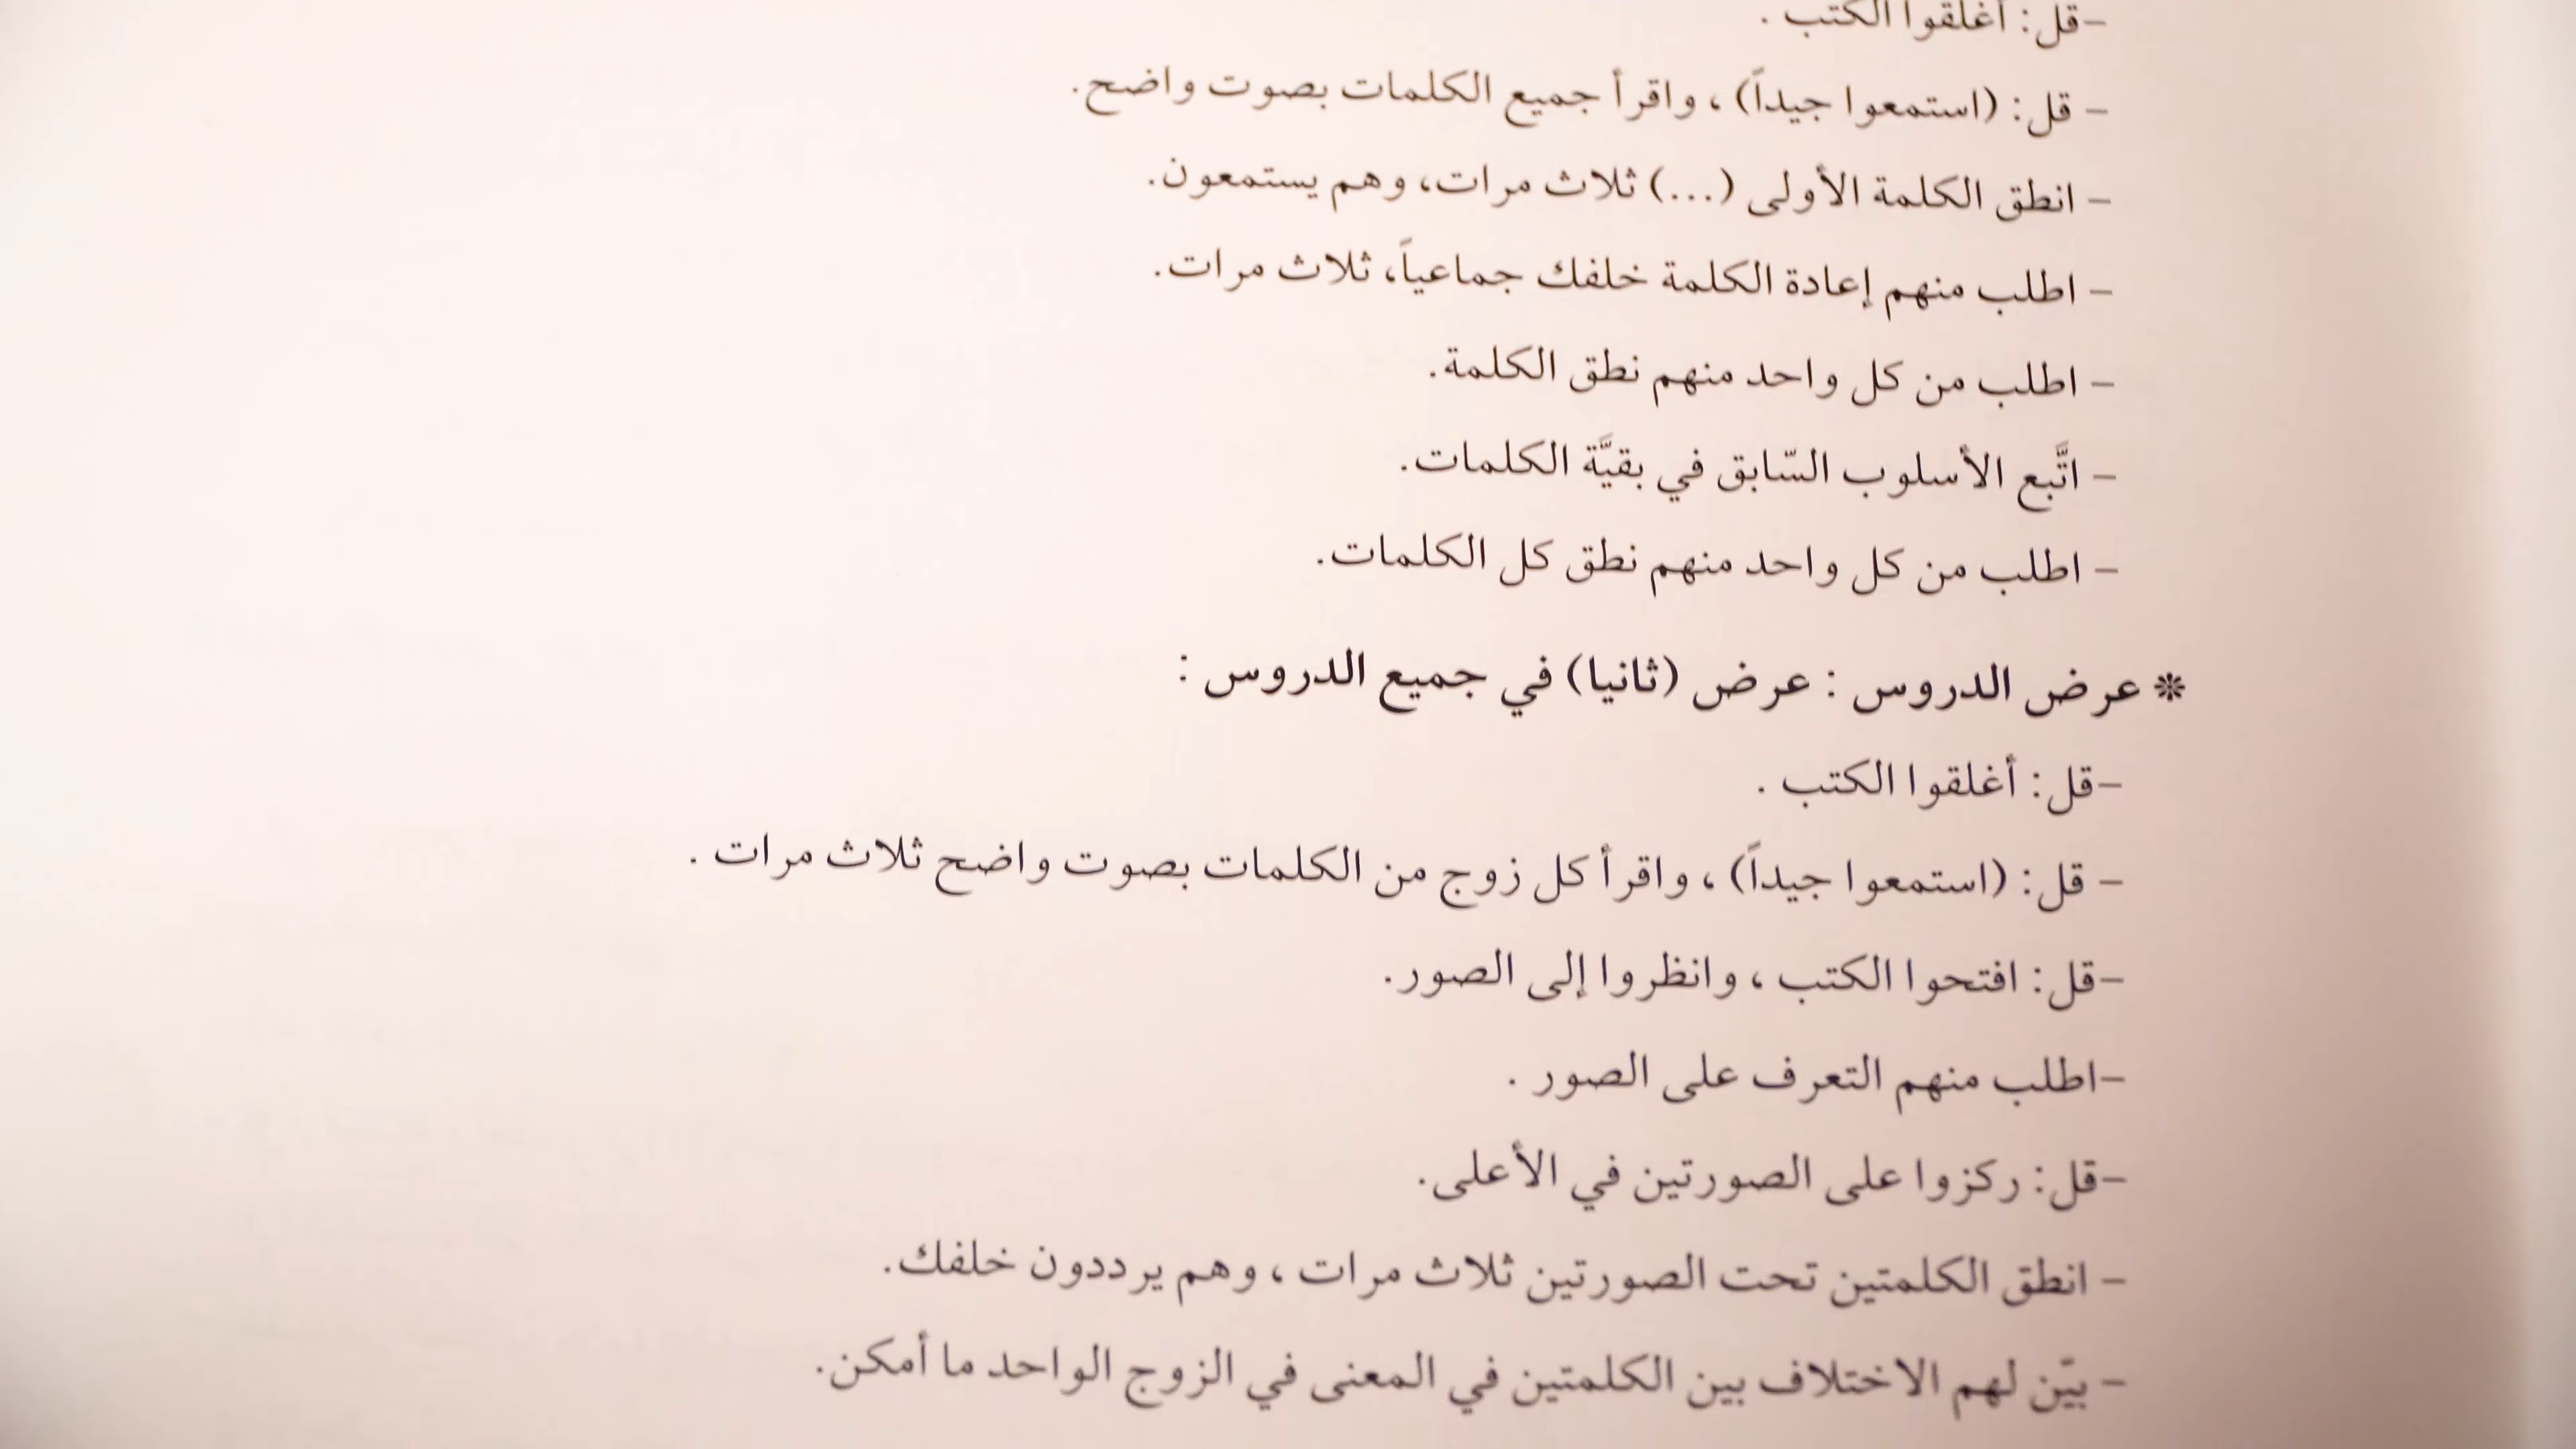 -قل: أغلقوا الكتب .
- قل: (استمعوا جيداً) ، واقرأ جميع الكلمات بصوت واضح.
- انطق الكلمة الأولى (...) ثلاث مرات، وهم يستمعون.
- اطلب منهم إعادة الكلمة خلفك جماعياً، ثلاث مرات.
- اطلب من كل واحد منهم نطق الكلمة.
- اتَّبع الأسلوب السّابق في بقيَّة الكلمات.
- اطلب من كل واحد منهم نطق كل الكلمات.
* عرض الدروس : عرض (ثانيا) في جميع الدروس :
-قل: أغلقوا الكتب .
- قل: (استمعوا جيداً) ، واقرأ كل زوج من الكلمات بصوت واضح ثلاث مرات .
-قل: افتحوا الكتب ، وانظروا إلى الصور.
-اطلب منهم التعرف على الصور .
-قل: ركزوا على الصورتين في الأعلى.
- انطق الكلمتين تحت الصورتين ثلاث مرات ، وهم يرددون خلفك.
- بيّن لهم الاختلاف بين الكلمتين في المعنى في الزوج الواحد ما أمكن.